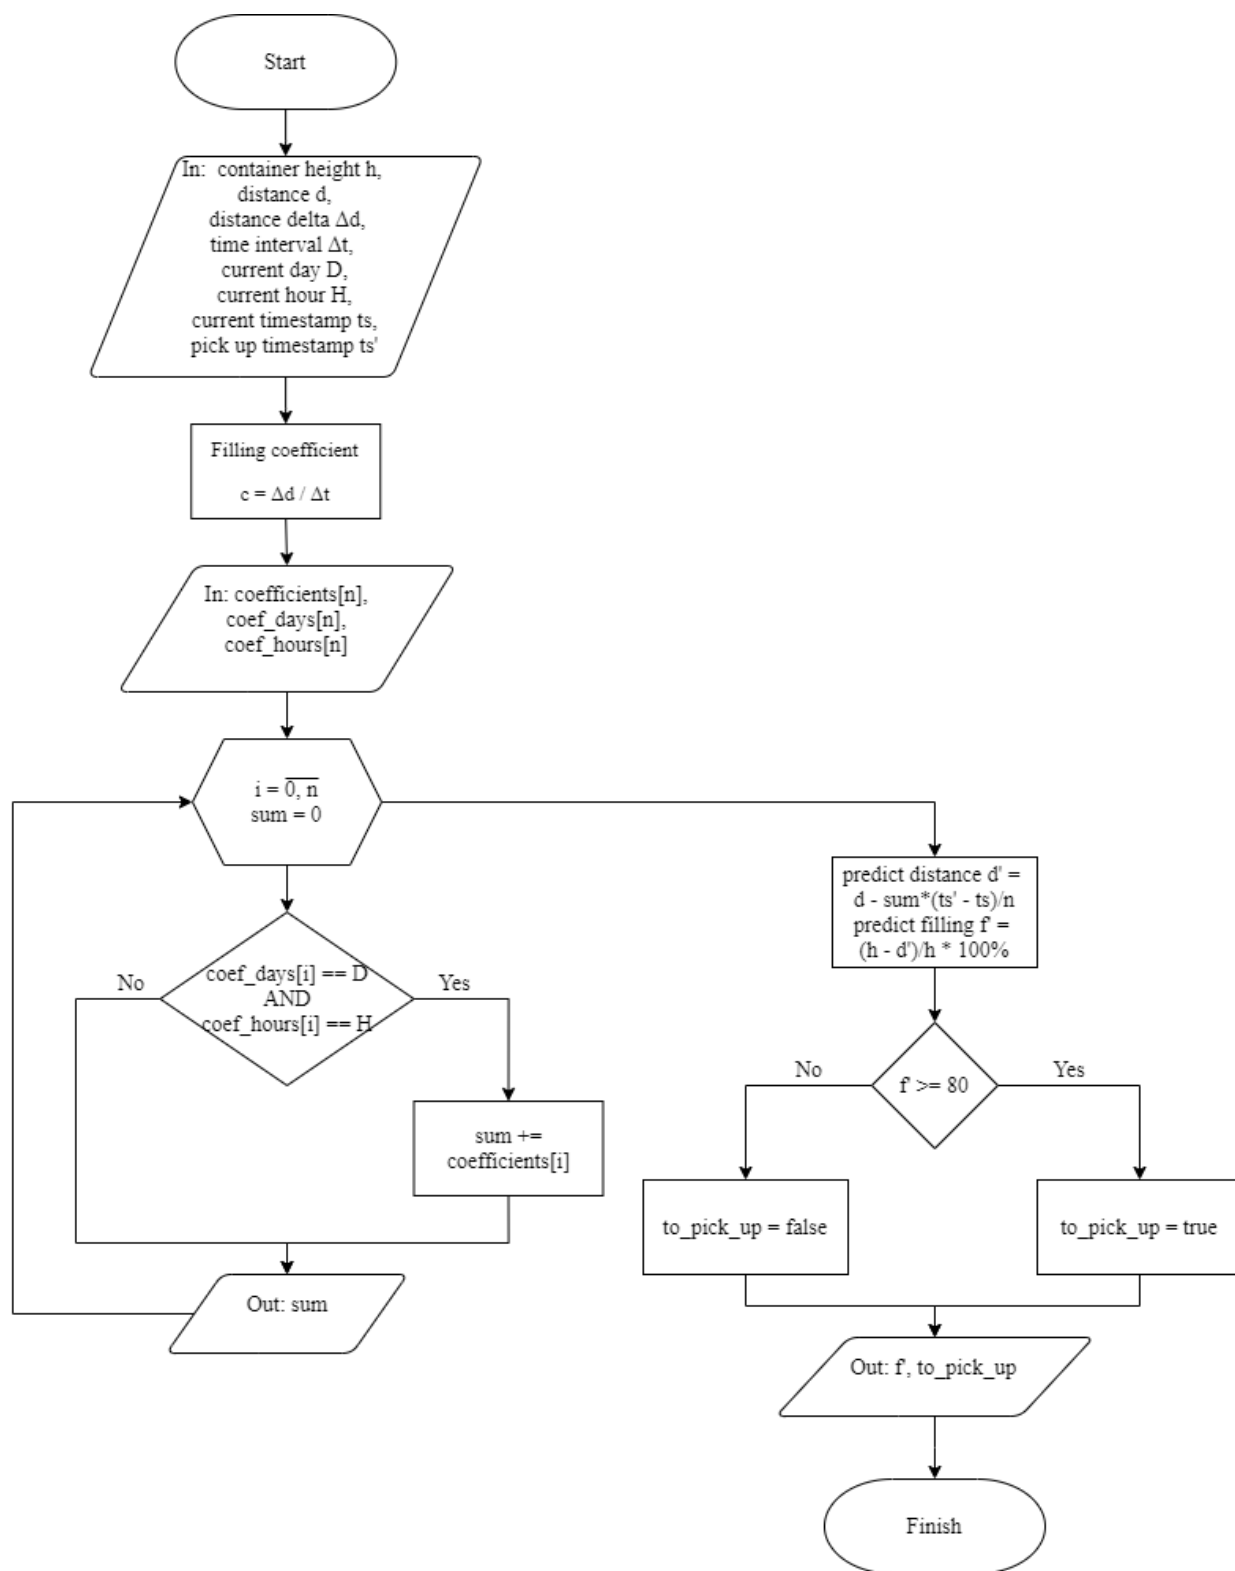 Start
In:  container height h,
distance d,
distance delta Δd,
time interval Δt,
current day D,
current hour H,
current timestamp ts,
pick up timestamp ts'
Filling coefficient
c = Δd / Δt
In: coefficients[n],
coef_days[n],
coef_hours[n]
i = 0, n
sum = 0
No
coef_days[i] == D
AND
coef_hours[i] == H
Yes
sum +=
coefficients[i]
Out: sum
predict distance d' =
d - sum*(ts' - ts)/n
predict filling f' =
(h - d')/h * 100%
No
f' >= 80
Yes
to_pick_up = false
to_pick_up = true
Out: f', to_pick_up
Finish